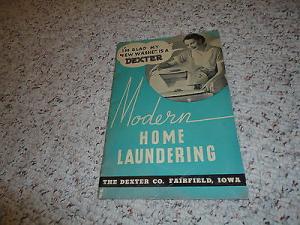 I'M GLAD MY
NEW WASHER IS A
DEXTER
Modern
HOME
LAUNDERING
THE DEXTER CO. FAIRFIELD, IOWA